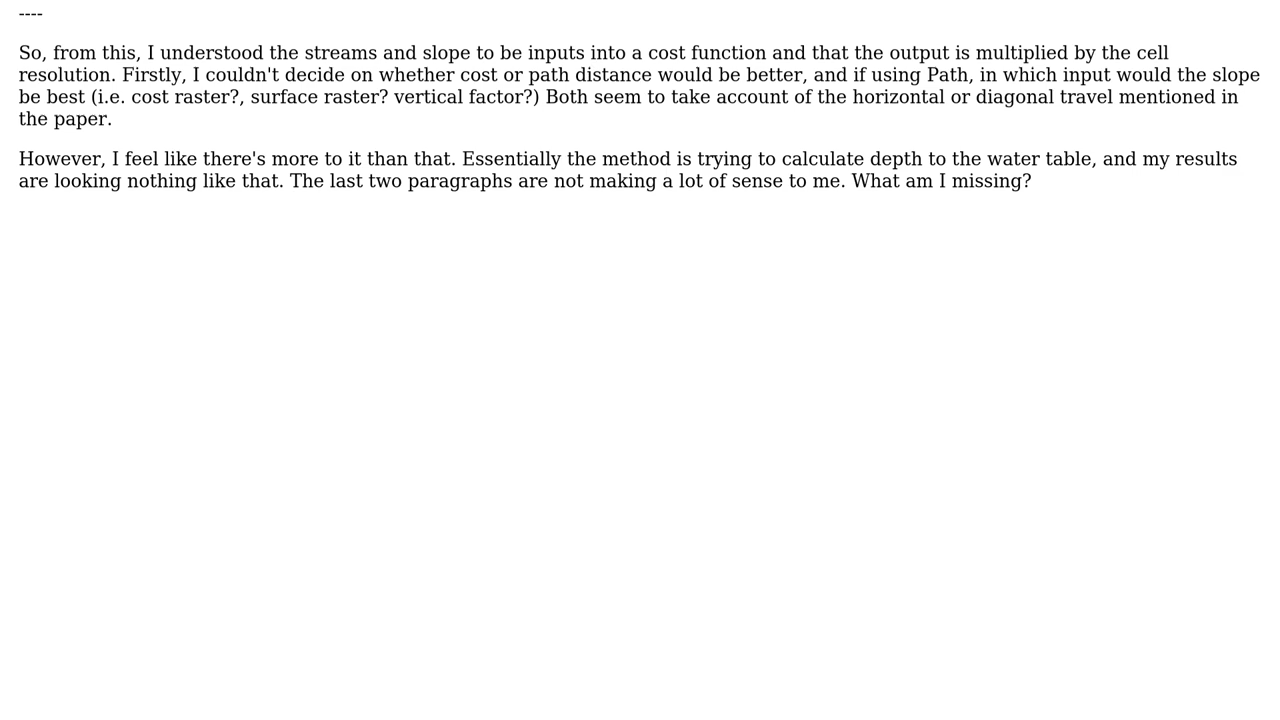 ----
So, from this, I understood the streams and slope to be inputs into a cost function and that the output is multiplied by the cell
resolution. Firstly, I couldn't decide on whether cost or path distance would be better, and if using Path, in which input would the slope
be best (i.e. cost raster?, surface raster? vertical factor?) Both seem to take account of the horizontal or diagonal travel mentioned in
the paper.
However, I feel like there's more to it than that. Essentially the method is trying to calculate depth to the water table, and my results
are looking nothing like that. The last two paragraphs are not making a lot of sense to me. What am I missing?